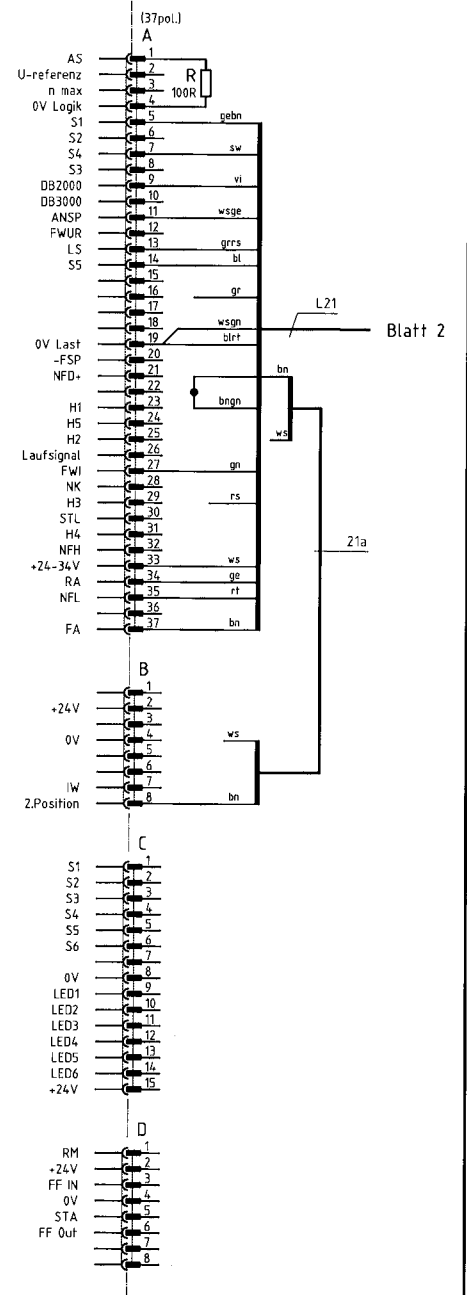 (37pol.)
A
AS 1
U-referenz 2
n max 3
0V Logik 4
R
100R
S1 5 gebn
S2 6
S4 7 sw
S3 8
DB2000 9 vi
DB3000 10
ANSP 11 wsge
FWUR 12
LS 13 grrs
S5 14 bl
15
16 gr
17
18 wsgn
0V Last 19 blrt
L21
Blatt 2
-FSP 20
NFD+ 21 bn
22
H1 23 bngn
H5 24
H2 25 ws
Laufsignal 26
FWI 27 gn
NK 28
H3 29 rs
STL 30
H4 31
NFH 32
21a
+24-34V 33 ws
RA 34 ge
NFL 35 rt
36
FA 37 bn
B
1
+24V 2
3
0V 4 ws
5
6
IW 7
2.Position 8 bn
C
S1 1
S2 2
S3 3
S4 4
S5 5
S6 6
7
0V 8
LED1 9
LED2 10
LED3 11
LED4 12
LED5 13
LED6 14
+24V 15
D
RM 1
+24V 2
FF IN 3
0V 4
STA 5
FF Out 6
7
8